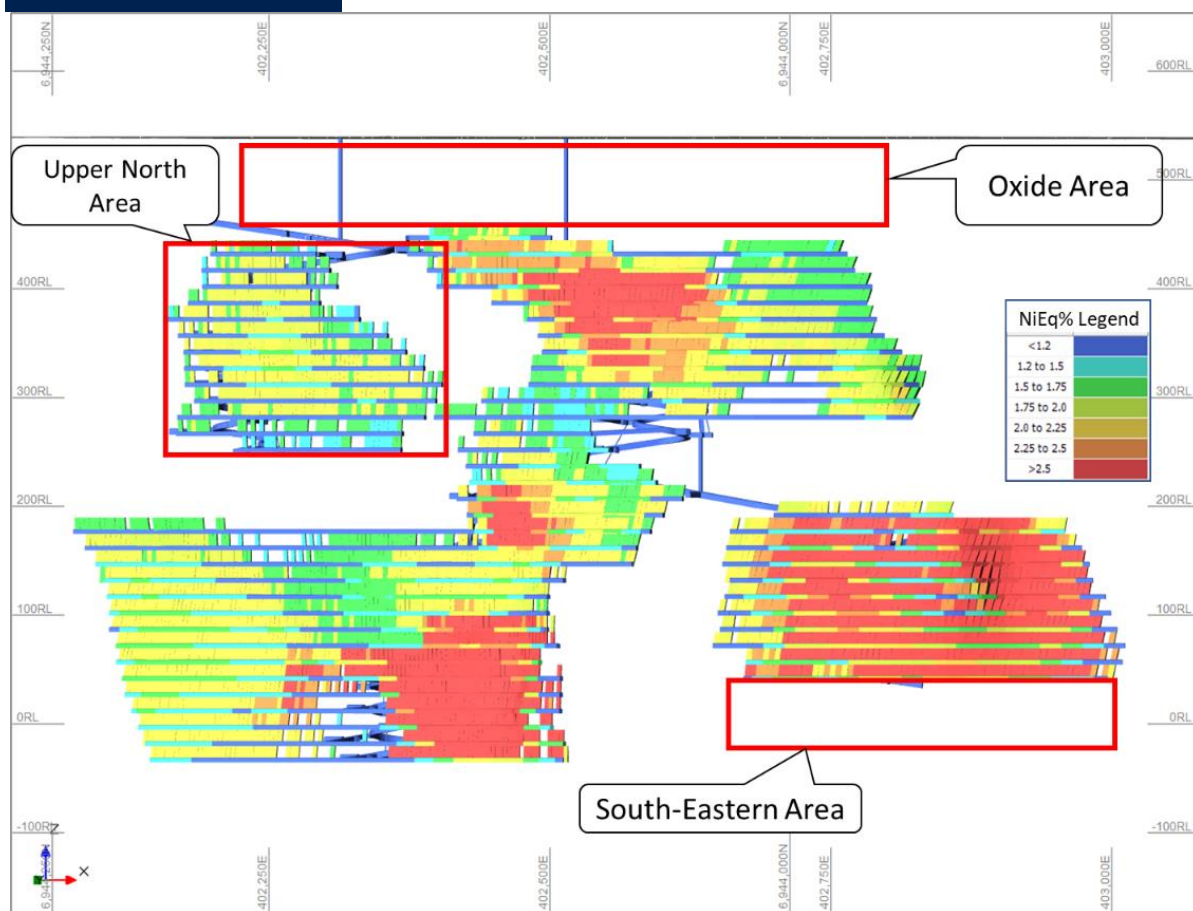 6,944,250N
402,250E
402,500E
6,944,000N
402,750E
403,000E
600RL
Upper North
Area
500RL
Oxide Area
400RL
400RL
NiEq% Legend
<1.2
1.2 to 1.5
1.5 to 1.75
1.75 to 2.0
2.0 to 2.25
2.25 to 2.5
>2.5
300RL
300RL
200RL
200RL
100RL
100RL
0RL
0RL
South-Eastern Area
-100RL
-100RL
Z
X
402,250E
402,500E
6,944,000N
402,750E
403,000E